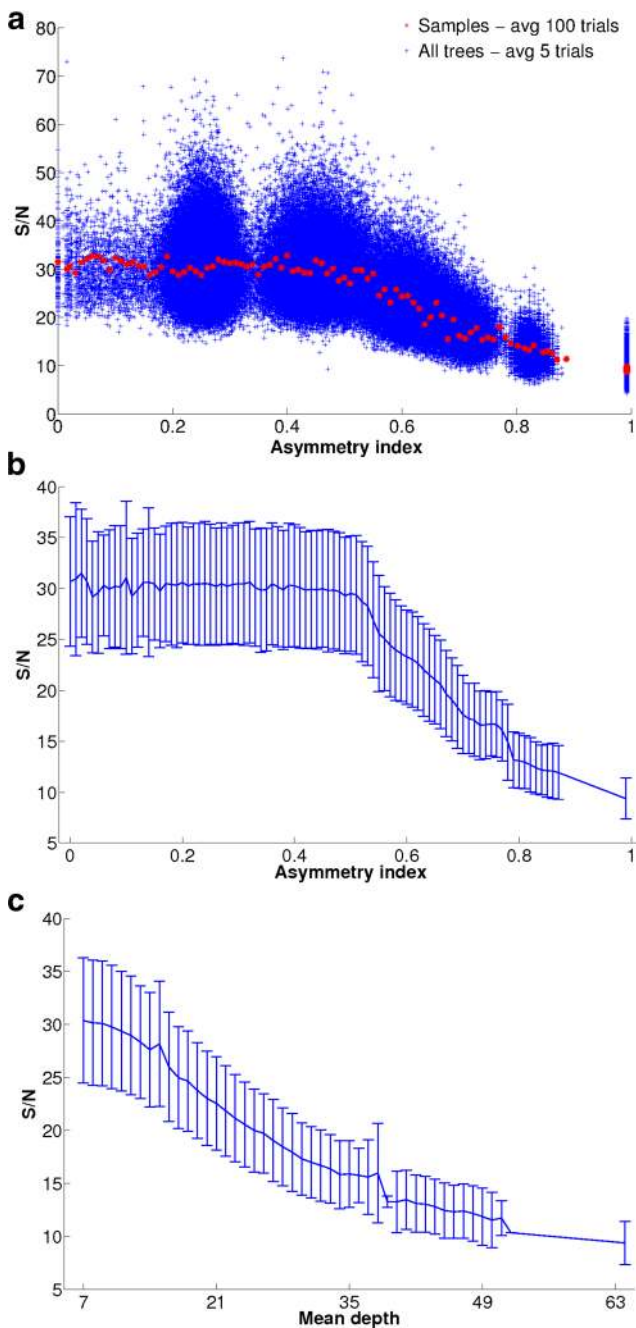 a
Samples – avg 100 trials
All trees – avg 5 trials
80
70
60
50
40
30
20
10
0
S/N
0 0.2 0.4 0.6 0.8 1
Asymmetry index
b
40
35
30
25
20
15
10
5
S/N
0 0.2 0.4 0.6 0.8 1
Asymmetry index
c
40
35
30
25
20
15
10
5
S/N
7 21 35 49 63
Mean depth